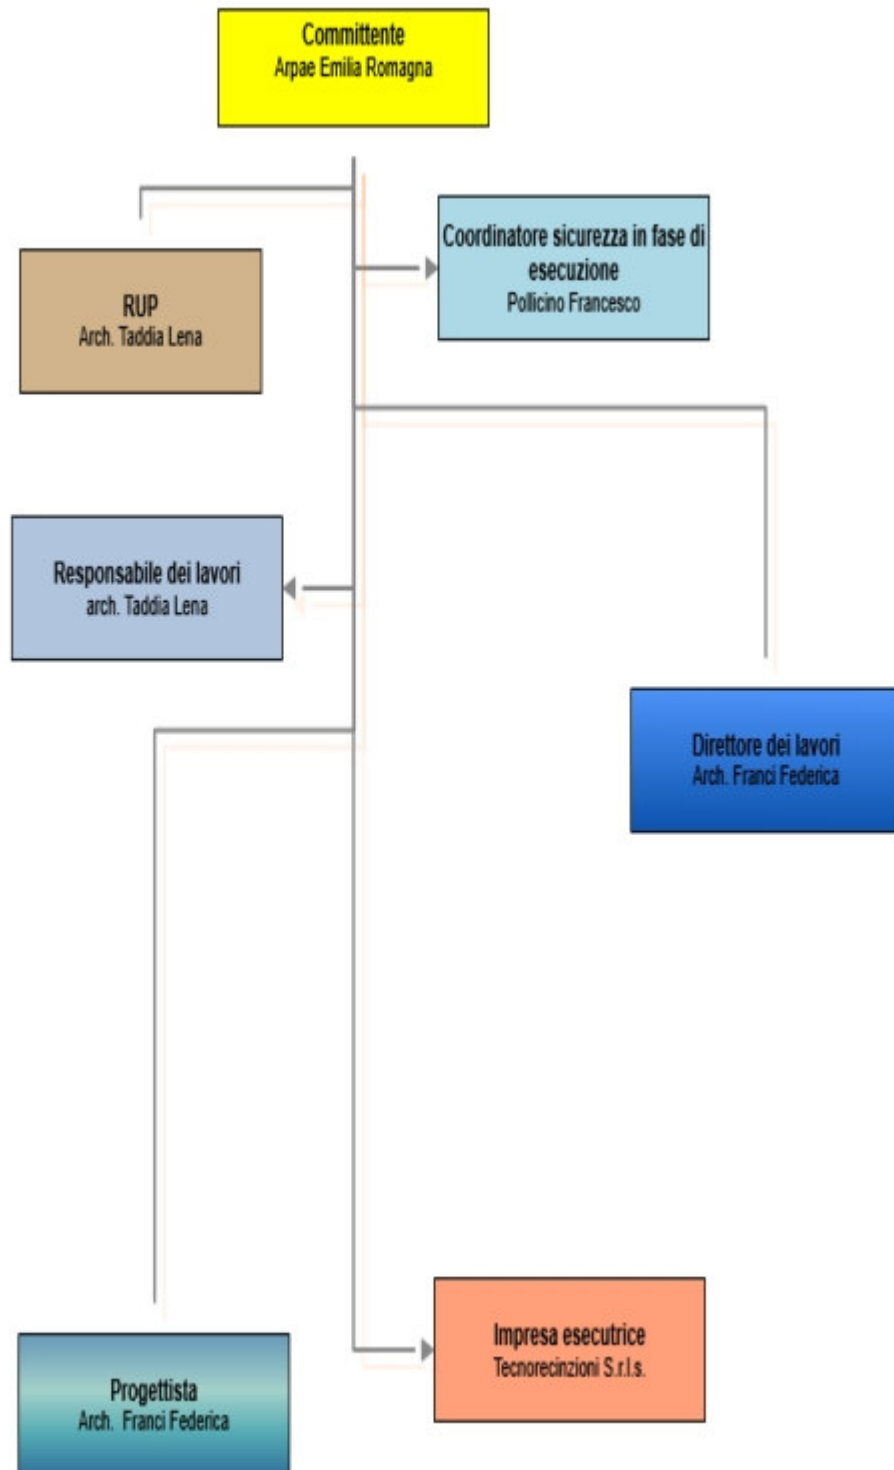 Committente
Arpae Emilia Romagna
Coordinatore sicurezza in fase di
esecuzione
Pollicino Francesco
RUP
Arch. Taddia Lena
Responsabile dei lavori
arch. Taddia Lena
Direttore dei lavori
Arch. Franci Federica
Impresa esecutrice
Tecnorecinzioni S.r.l.s.
Progettista
Arch. Franci Federica